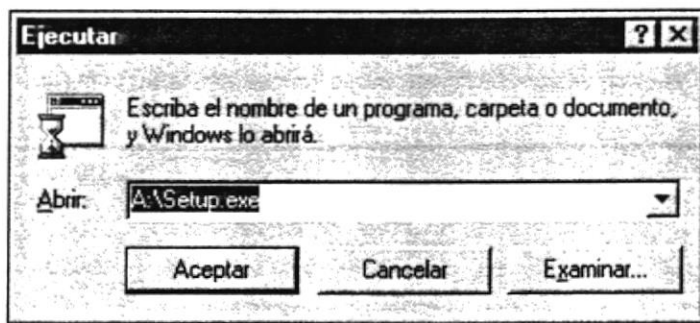 Ejecutar
Escriba el nombre de un programa, carpeta o documento,
y Windows lo abrirá.
Abrir: A:\Setup.exe
Aceptar Cancelar Examinar...